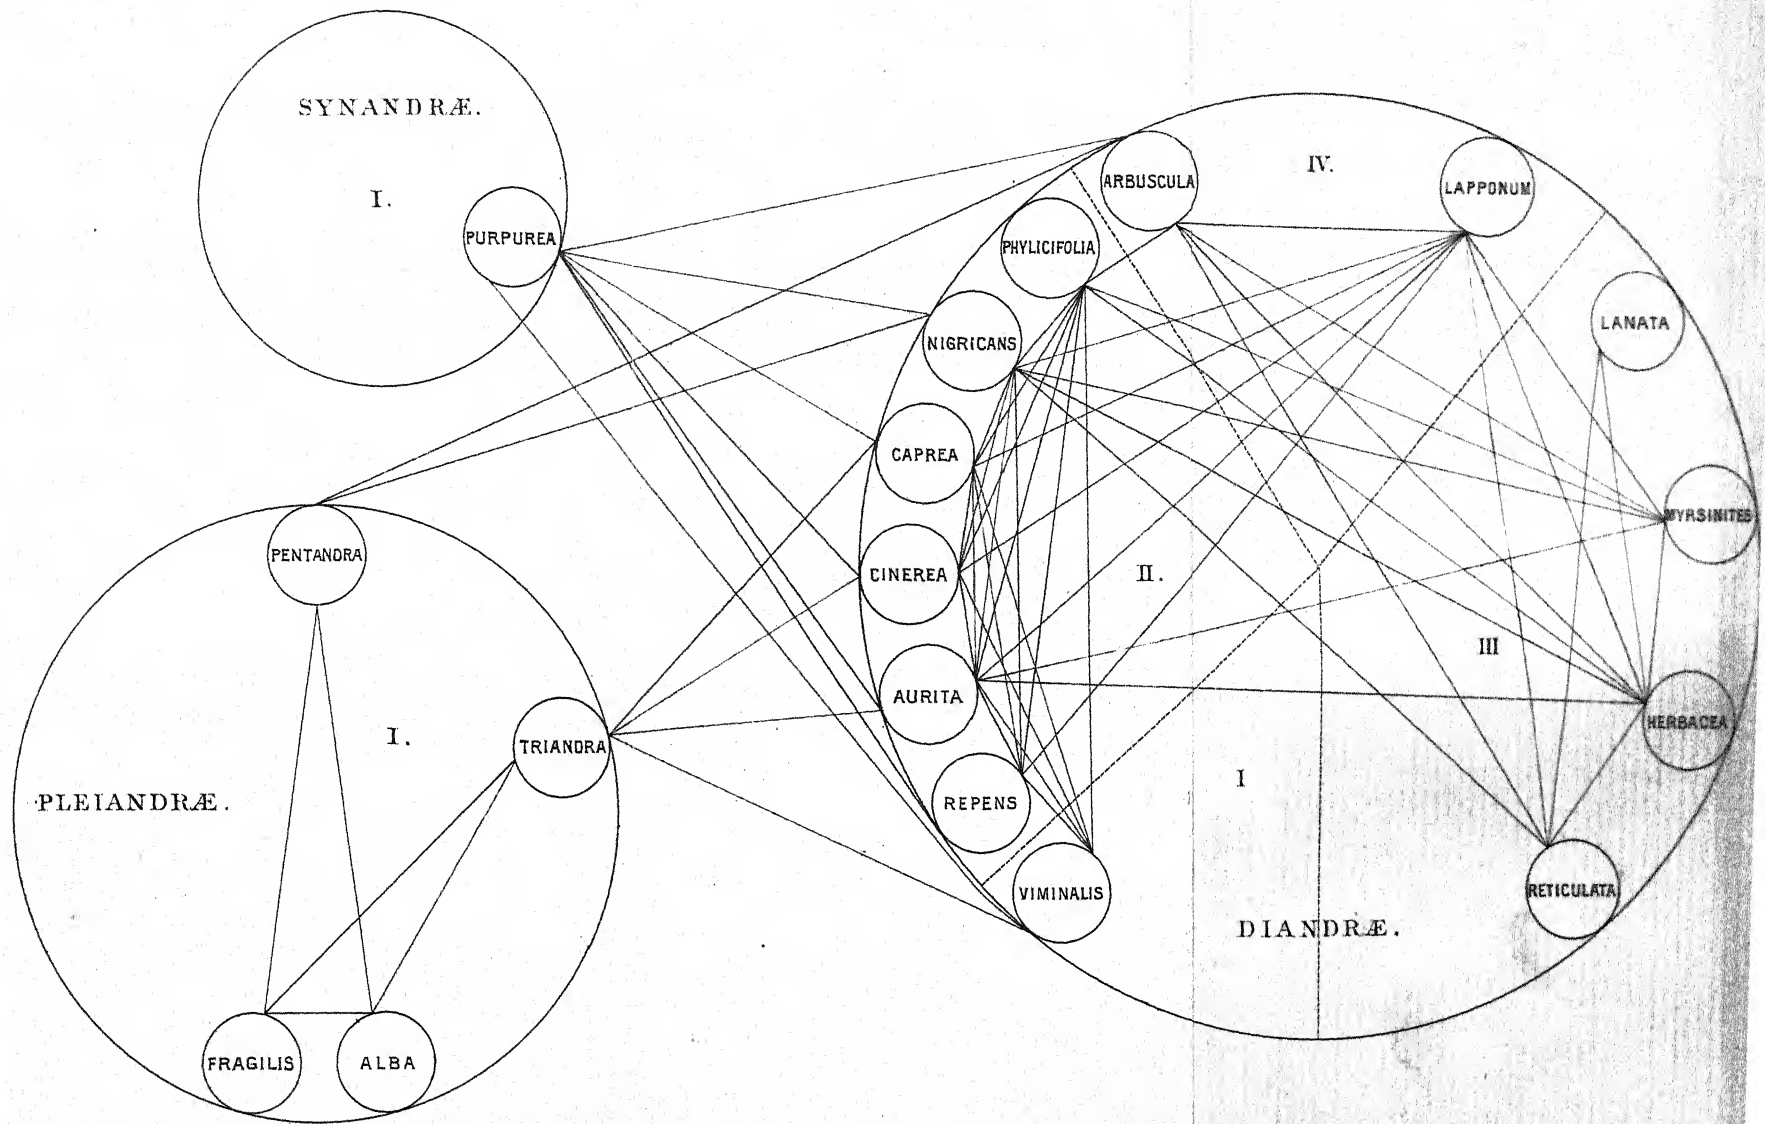 SYNANDRÆ.
I.
PURPUREA
PENTANDRA
TRIANDRA
I.
PLEIANDRÆ.
FRAGILIS
ALBA
ARBUSCULA
IV.
LAPPONUM
PHYLICIFOLIA
LANATA
NIGRICANS
CAPREA
MYRSINITES
CINEREA
II.
III
AURITA
HERBACEA
REPENS
I
VIMINALIS
RETICULATA
DIANDRÆ.